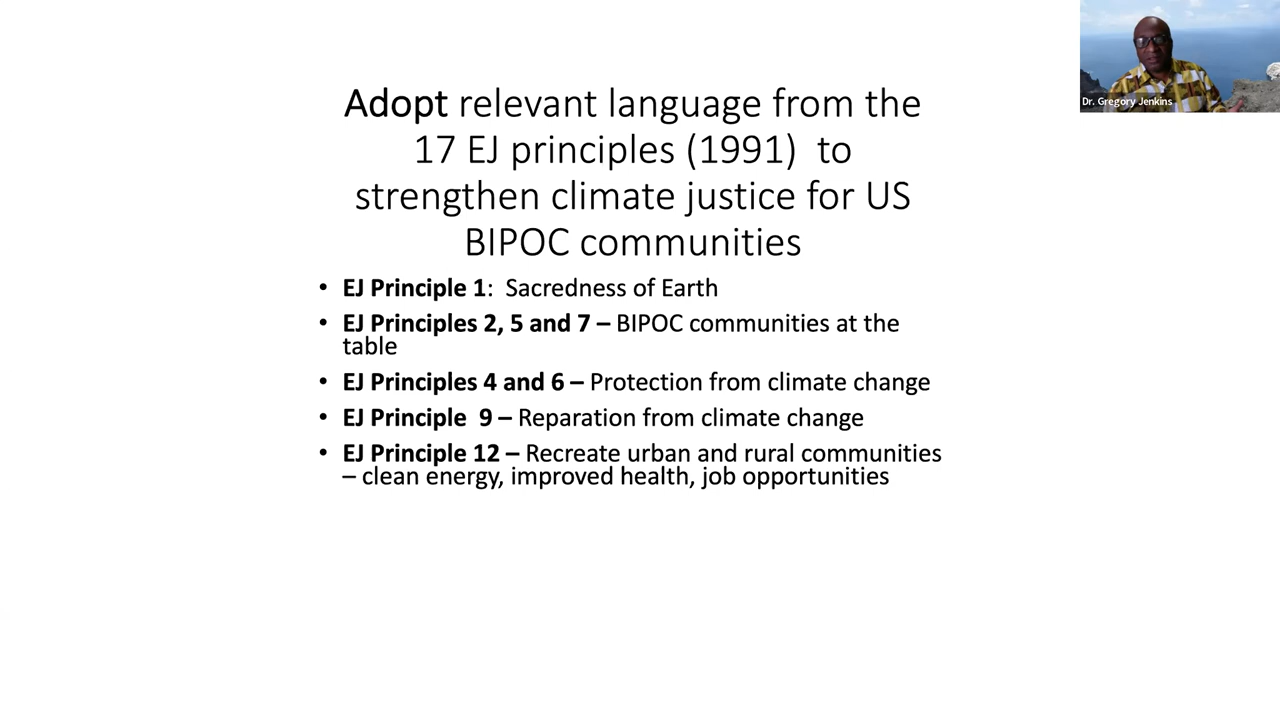 Adopt relevant language from the
17 EJ principles (1991)  to
strengthen climate justice for US
BIPOC communities
• EJ Principle 1:  Sacredness of Earth
• EJ Principles 2, 5 and 7 – BIPOC communities at the
table
• EJ Principles 4 and 6 – Protection from climate change
• EJ Principle  9 – Reparation from climate change
• EJ Principle 12 – Recreate urban and rural communities
– clean energy, improved health, job opportunities
Dr. Gregory Jenkins